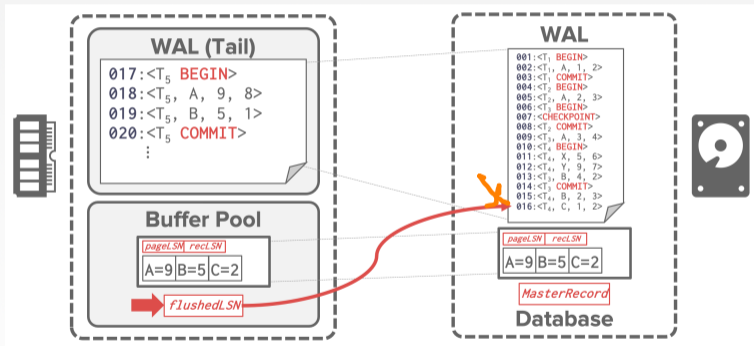 WAL (Tail)
017:<T5 BEGIN>
018:<T5, A, 9, 8>
019:<T5, B, 5, 1>
020:<T5 COMMIT>
⋮
Buffer Pool
pageLSN recLSN
A=9 B=5 C=2
flushedLSN
WAL
001:<T1 BEGIN>
002:<T1, A, 1, 2>
003:<T1 COMMIT>
004:<T2 BEGIN>
005:<T2, A, 2, 3>
006:<T3 BEGIN>
007:<CHECKPOINT>
008:<T2 COMMIT>
009:<T3, A, 3, 4>
010:<T4 BEGIN>
011:<T4, X, 5, 6>
012:<T4, Y, 9, 7>
013:<T3, B, 4, 2>
014:<T3 COMMIT>
015:<T4, B, 2, 3>
016:<T4, C, 1, 2>
pageLSN recLSN
A=9 B=5 C=2
MasterRecord
Database